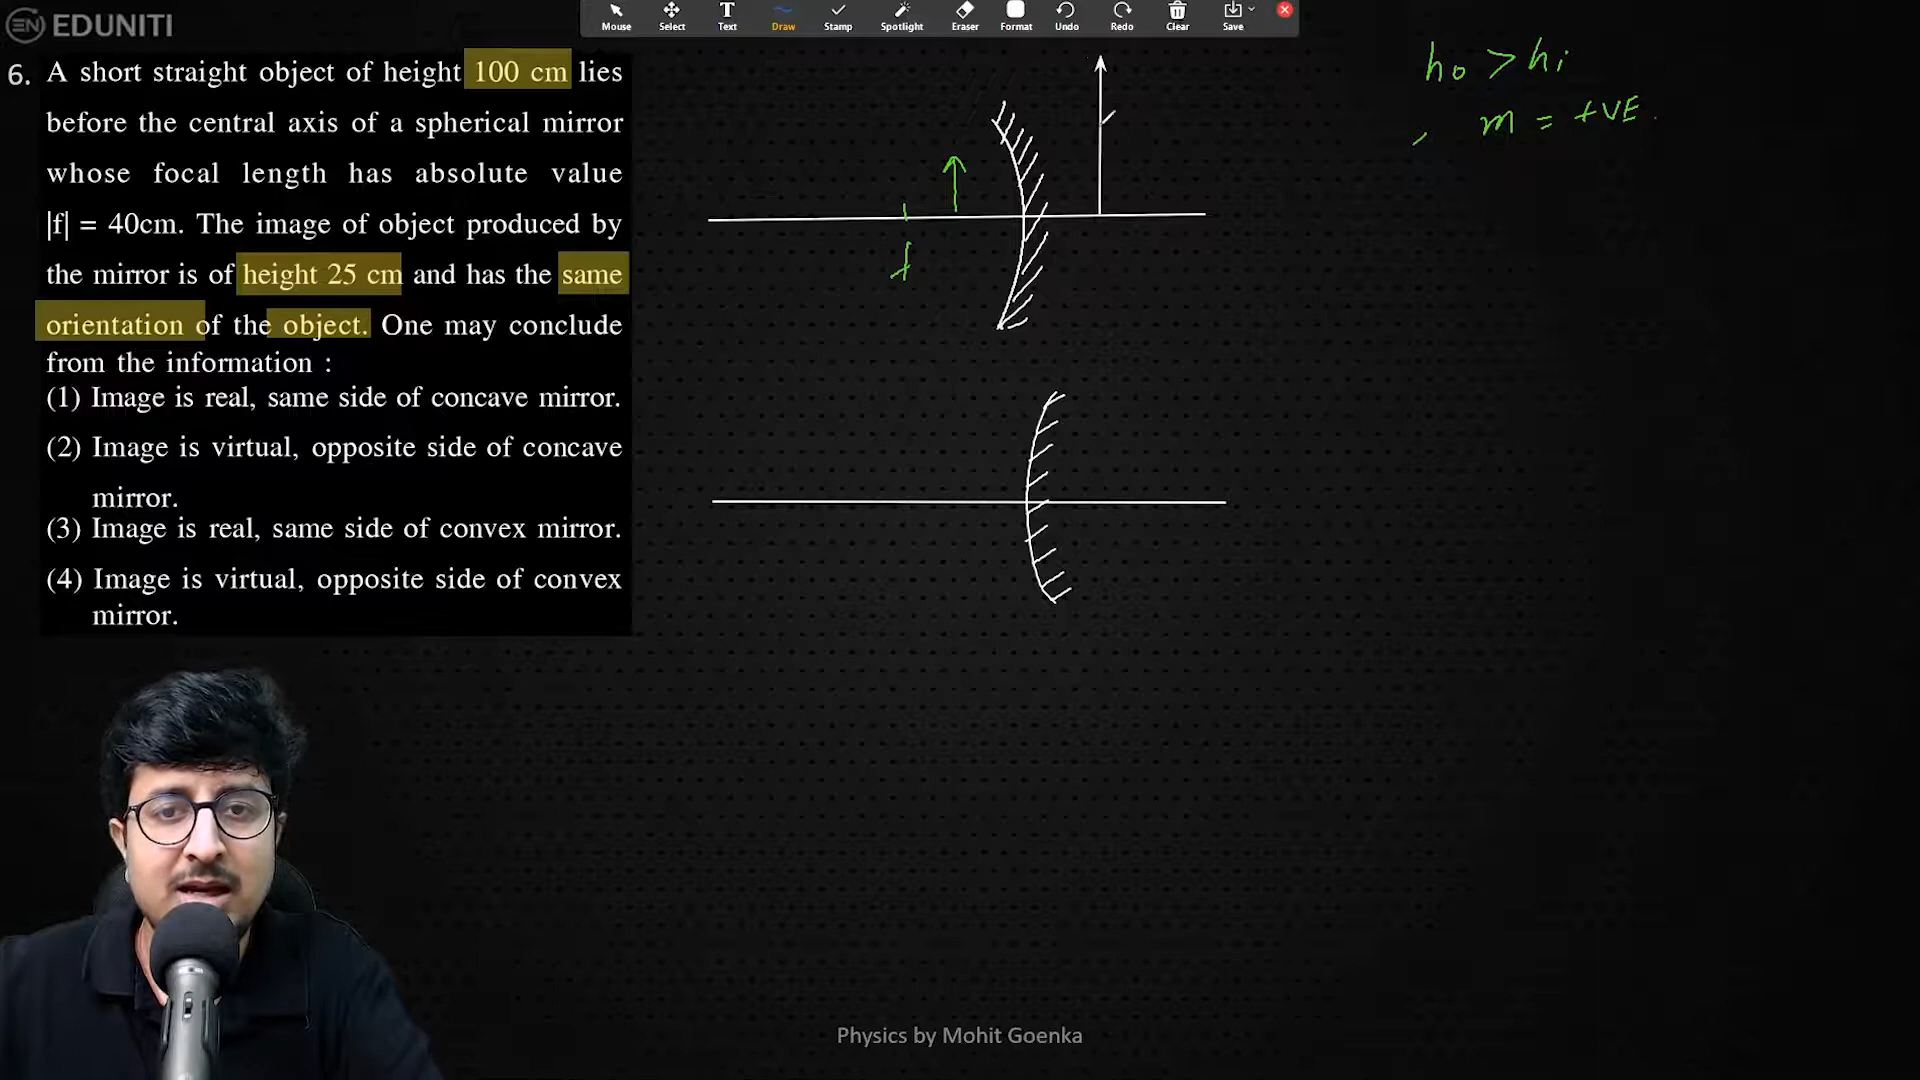 EN EDUNITI
Mouse Select Text Draw Stamp Spotlight Eraser Format Undo Redo Clear Save
6. A short straight object of height 100 cm lies
before the central axis of a spherical mirror
whose focal length has absolute value
|f| = 40cm. The image of object produced by
the mirror is of height 25 cm and has the same
orientation of the object. One may conclude
from the information :
(1) Image is real, same side of concave mirror.
(2) Image is virtual, opposite side of concave
mirror.
(3) Image is real, same side of convex mirror.
(4) Image is virtual, opposite side of convex
mirror.
f
ho > hi
, m = +VE.
Physics by Mohit Goenka